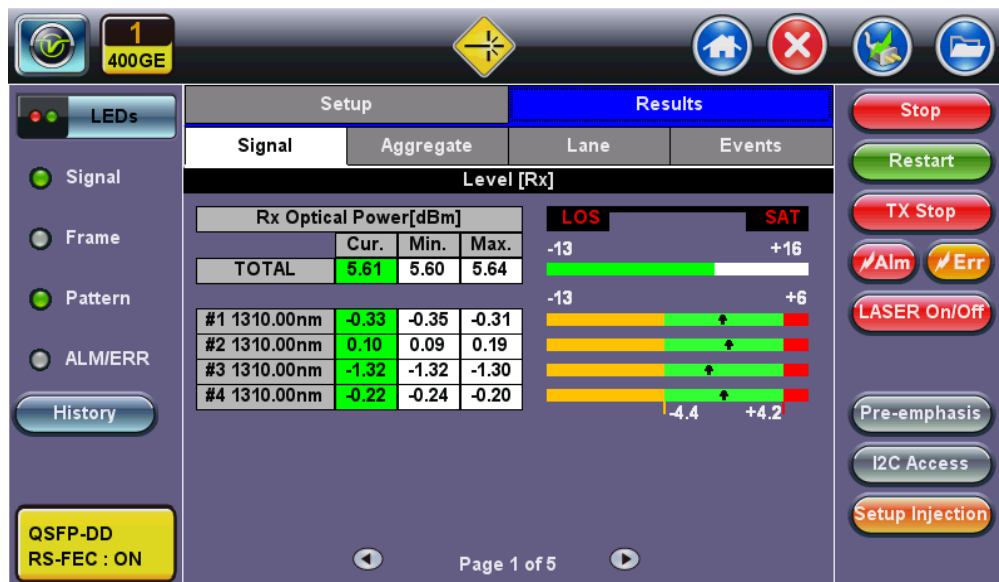 1
400GE
LEDs
Signal
Frame
Pattern
ALM/ERR
History
QSFP-DD
RS-FEC : ON
Setup Results
Signal Aggregate Lane Events
Level [Rx]
Rx Optical Power[dBm]
Cur. Min. Max.
TOTAL 5.61 5.60 5.64
#1 1310.00nm -0.33 -0.35 -0.31
#2 1310.00nm 0.10 0.09 0.19
#3 1310.00nm -1.32 -1.32 -1.30
#4 1310.00nm -0.22 -0.24 -0.20
LOS SAT
-13 +16
-13 +6
-4.4 +4.2
Page 1 of 5
Stop
Restart
TX Stop
Alm Err
LASER On/Off
Pre-emphasis
I2C Access
Setup Injection